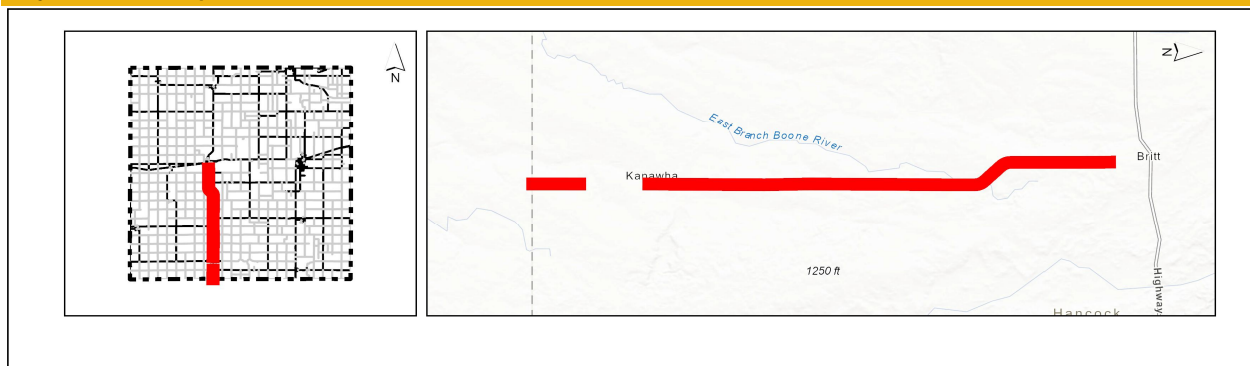 N
N
East Branch Boone River
Britt
Kanawha
1250 ft
Highway
Hancock